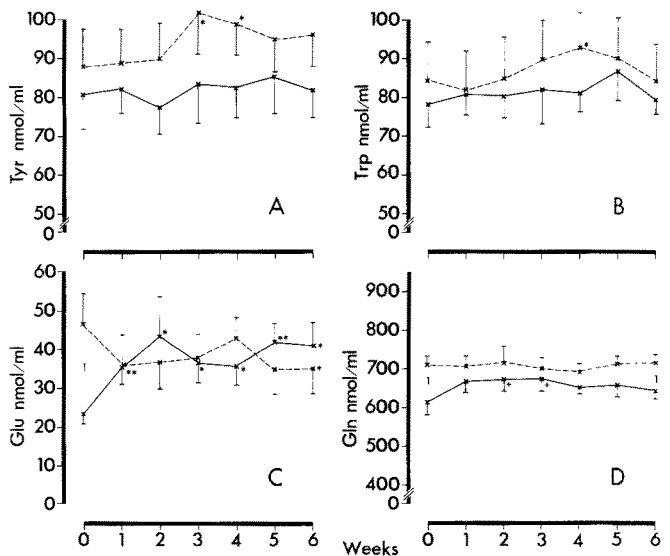 100
90
80
70
60
50
0
Tyr nmol/ml
A
* *
100
90
80
70
60
50
0
Trp nmol/ml
B
*
60
50
40
30
20
10
0
Glu nmol/ml
C
** * * * ** * *
0 1 2 3 4 5 6
900
800
700
600
500
400
0
Gln nmol/ml
D
* *
0 1 2 3 4 5 6
Weeks